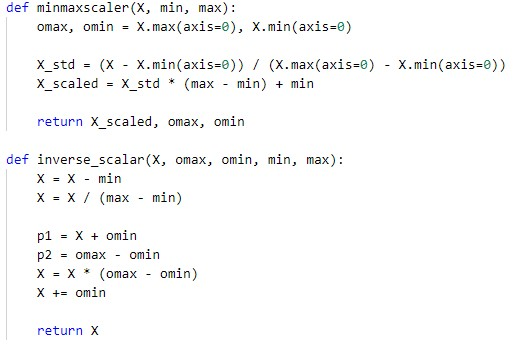 def minmaxscaler(X, min, max):
    omax, omin = X.max(axis=0), X.min(axis=0)
    X_std = (X - X.min(axis=0)) / (X.max(axis=0) - X.min(axis=0))
    X_scaled = X_std * (max - min) + min
    return X_scaled, omax, omin
def inverse_scalar(X, omax, omin, min, max):
    X = X - min
    X = X / (max - min)
    p1 = X + omin
    p2 = omax - omin
    X = X * (omax - omin)
    X += omin
    return X